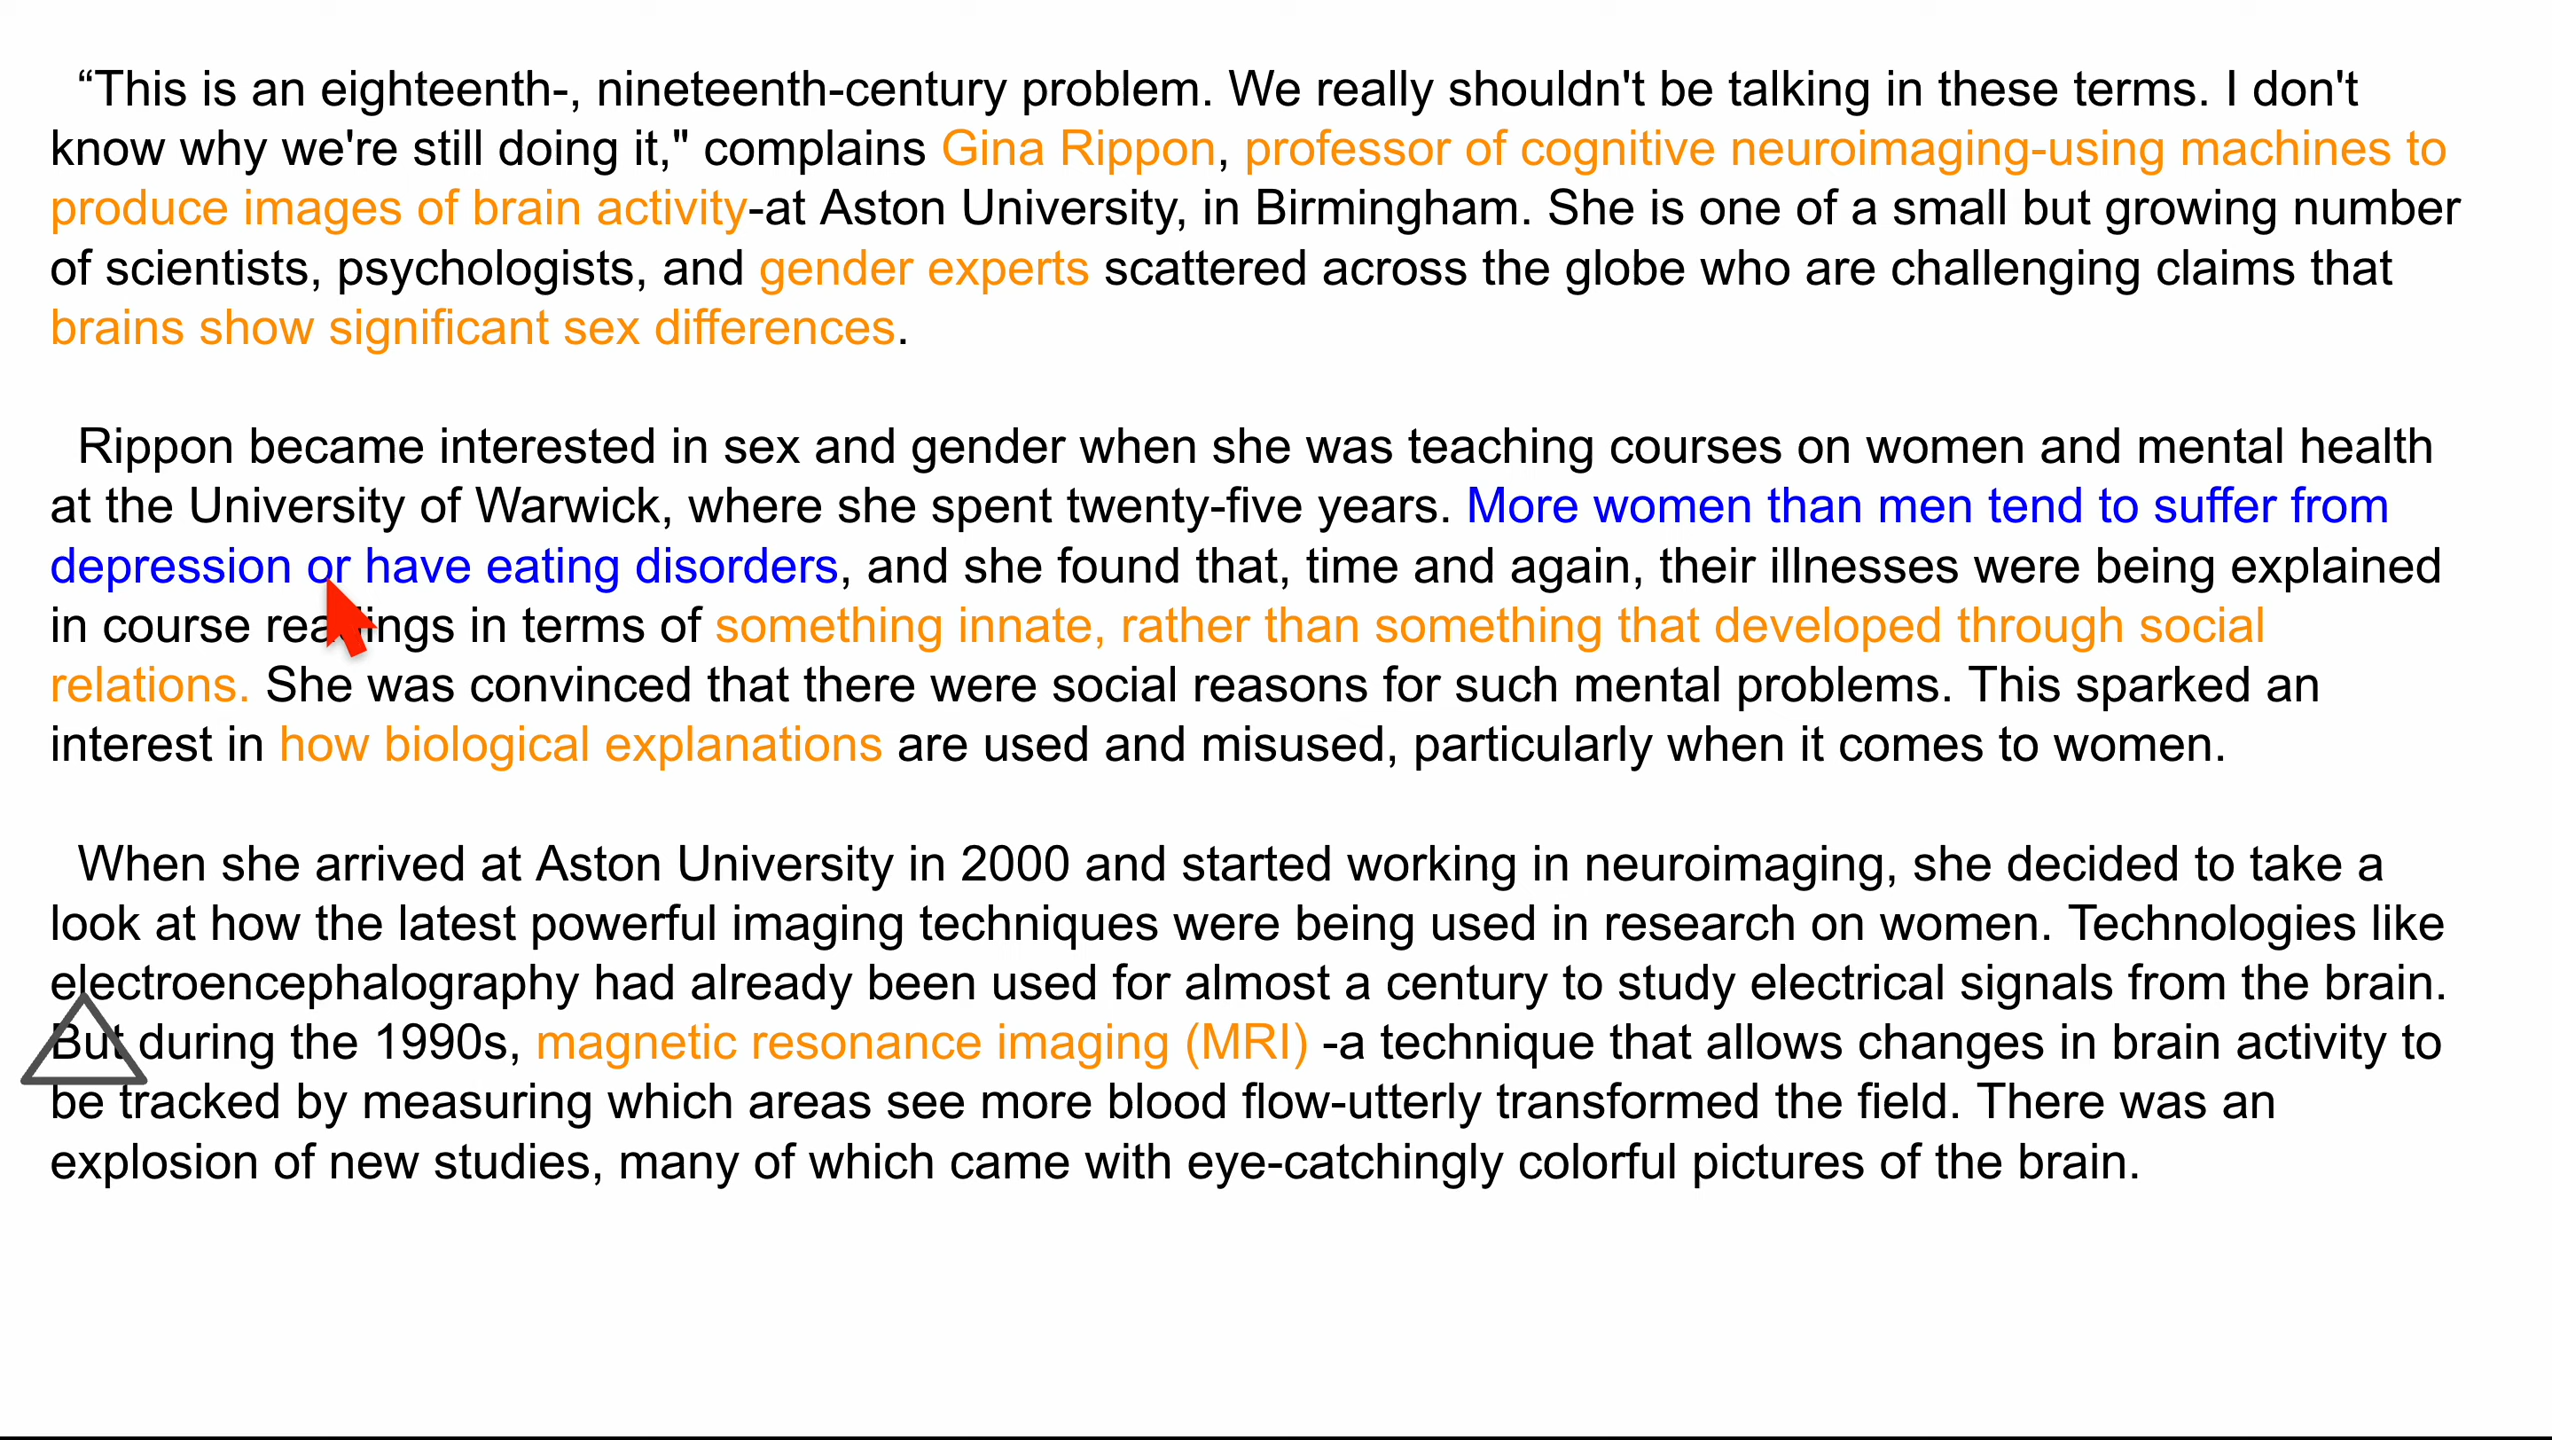 “This is an eighteenth-, nineteenth-century problem. We really shouldn't be talking in these terms. I don't
know why we're still doing it," complains Gina Rippon, professor of cognitive neuroimaging-using machines to
produce images of brain activity-at Aston University, in Birmingham. She is one of a small but growing number
of scientists, psychologists, and gender experts scattered across the globe who are challenging claims that
brains show significant sex differences.
Rippon became interested in sex and gender when she was teaching courses on women and mental health
at the University of Warwick, where she spent twenty-five years. More women than men tend to suffer from
depression or have eating disorders, and she found that, time and again, their illnesses were being explained
in course readings in terms of something innate, rather than something that developed through social
relations. She was convinced that there were social reasons for such mental problems. This sparked an
interest in how biological explanations are used and misused, particularly when it comes to women.
When she arrived at Aston University in 2000 and started working in neuroimaging, she decided to take a
look at how the latest powerful imaging techniques were being used in research on women. Technologies like
electroencephalography had already been used for almost a century to study electrical signals from the brain.
But during the 1990s, magnetic resonance imaging (MRI) -a technique that allows changes in brain activity to
be tracked by measuring which areas see more blood flow-utterly transformed the field. There was an
explosion of new studies, many of which came with eye-catchingly colorful pictures of the brain.